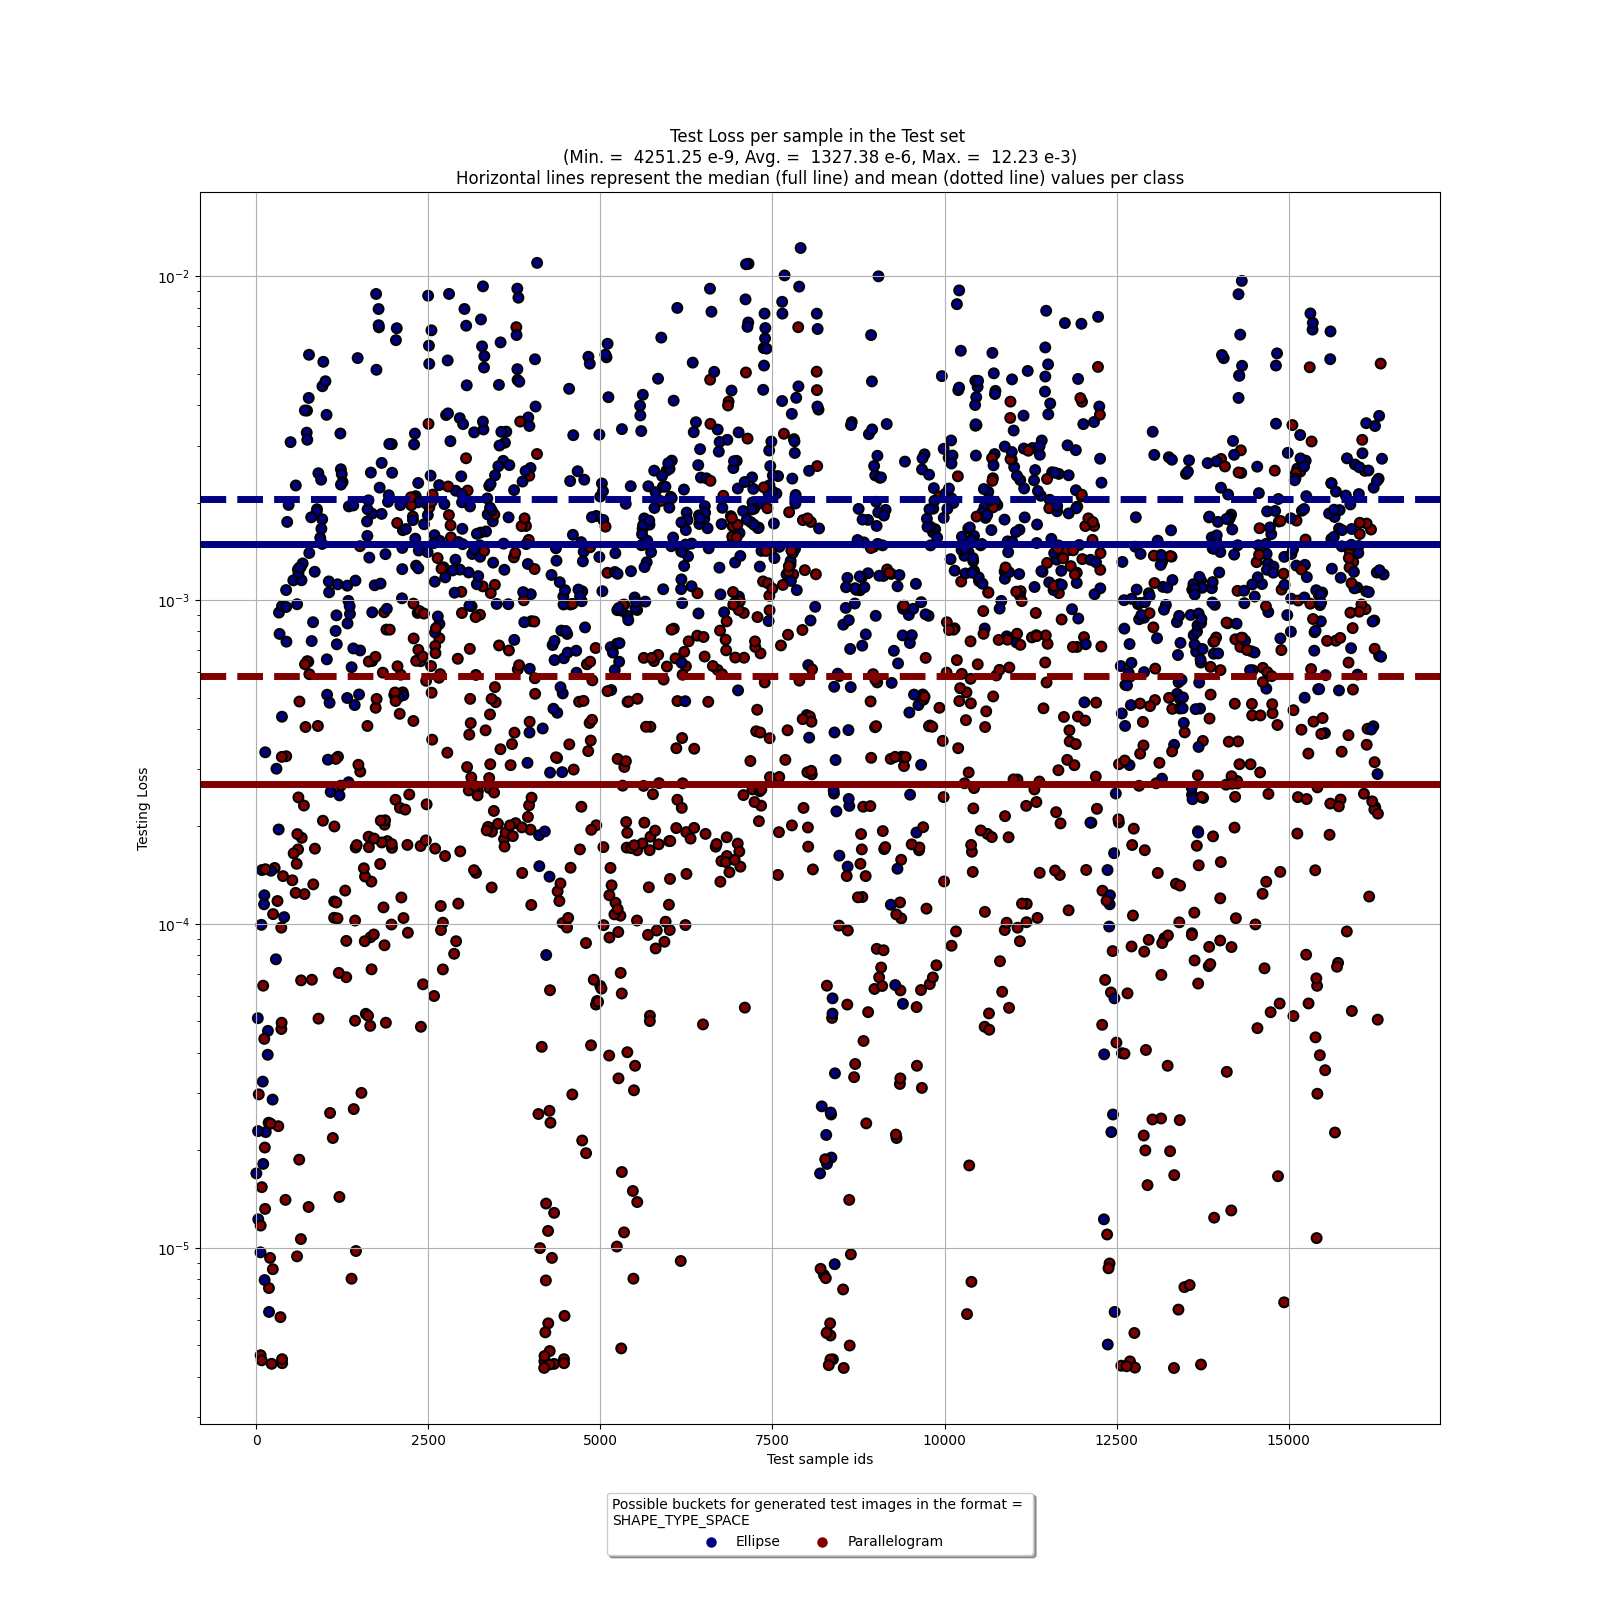 Test Loss per sample in the Test set
(Min. =  4251.25 e-9, Avg. =  1327.38 e-6, Max. =  12.23 e-3)
Horizontal lines represent the median (full line) and mean (dotted line) values per class
10⁻²
10⁻³
10⁻⁴
10⁻⁵
Testing Loss
0 2500 5000 7500 10000 12500 15000
Test sample ids
Possible buckets for generated test images in the format =
SHAPE_TYPE_SPACE
Ellipse Parallelogram